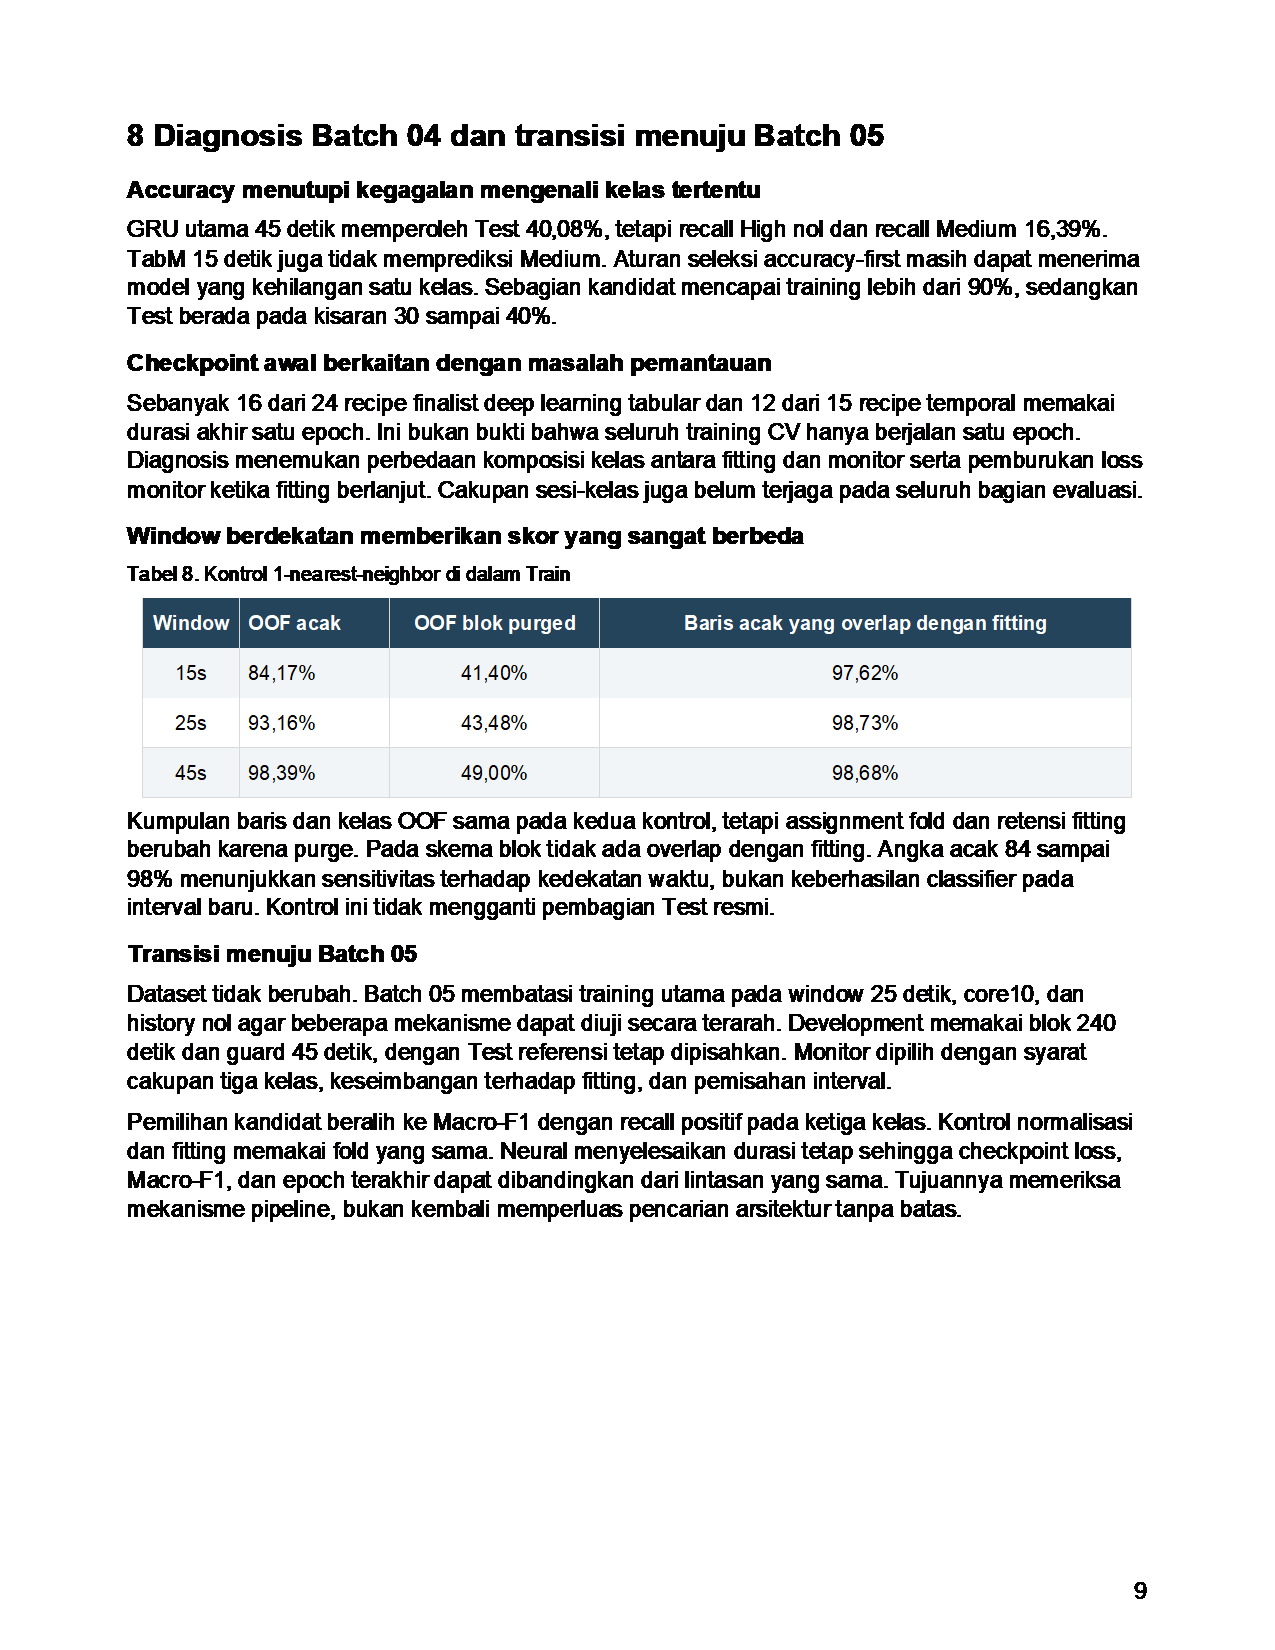 8 Diagnosis Batch 04 dan transisi menuju Batch 05
Accuracy menutupi kegagalan mengenali kelas tertentu
GRU utama 45 detik memperoleh Test 40,08%, tetapi recall High nol dan recall Medium 16,39%.
TabM 15 detik juga tidak memprediksi Medium. Aturan seleksi accuracy-first masih dapat menerima
model yang kehilangan satu kelas. Sebagian kandidat mencapai training lebih dari 90%, sedangkan
Test berada pada kisaran 30 sampai 40%.
Checkpoint awal berkaitan dengan masalah pemantauan
Sebanyak 16 dari 24 recipe finalist deep learning tabular dan 12 dari 15 recipe temporal memakai
durasi akhir satu epoch. Ini bukan bukti bahwa seluruh training CV hanya berjalan satu epoch.
Diagnosis menemukan perbedaan komposisi kelas antara fitting dan monitor serta pemburukan loss
monitor ketika fitting berlanjut. Cakupan sesi-kelas juga belum terjaga pada seluruh bagian evaluasi.
Window berdekatan memberikan skor yang sangat berbeda
Tabel 8. Kontrol 1-nearest-neighbor di dalam Train
Window OOF acak OOF blok purged Baris acak yang overlap dengan fitting
15s 84,17% 41,40% 97,62%
25s 93,16% 43,48% 98,73%
45s 98,39% 49,00% 98,68%
Kumpulan baris dan kelas OOF sama pada kedua kontrol, tetapi assignment fold dan retensi fitting
berubah karena purge. Pada skema blok tidak ada overlap dengan fitting. Angka acak 84 sampai
98% menunjukkan sensitivitas terhadap kedekatan waktu, bukan keberhasilan classifier pada
interval baru. Kontrol ini tidak mengganti pembagian Test resmi.
Transisi menuju Batch 05
Dataset tidak berubah. Batch 05 membatasi training utama pada window 25 detik, core10, dan
history nol agar beberapa mekanisme dapat diuji secara terarah. Development memakai blok 240
detik dan guard 45 detik, dengan Test referensi tetap dipisahkan. Monitor dipilih dengan syarat
cakupan tiga kelas, keseimbangan terhadap fitting, dan pemisahan interval.
Pemilihan kandidat beralih ke Macro-F1 dengan recall positif pada ketiga kelas. Kontrol normalisasi
dan fitting memakai fold yang sama. Neural menyelesaikan durasi tetap sehingga checkpoint loss,
Macro-F1, dan epoch terakhir dapat dibandingkan dari lintasan yang sama. Tujuannya memeriksa
mekanisme pipeline, bukan kembali memperluas pencarian arsitektur tanpa batas.
9